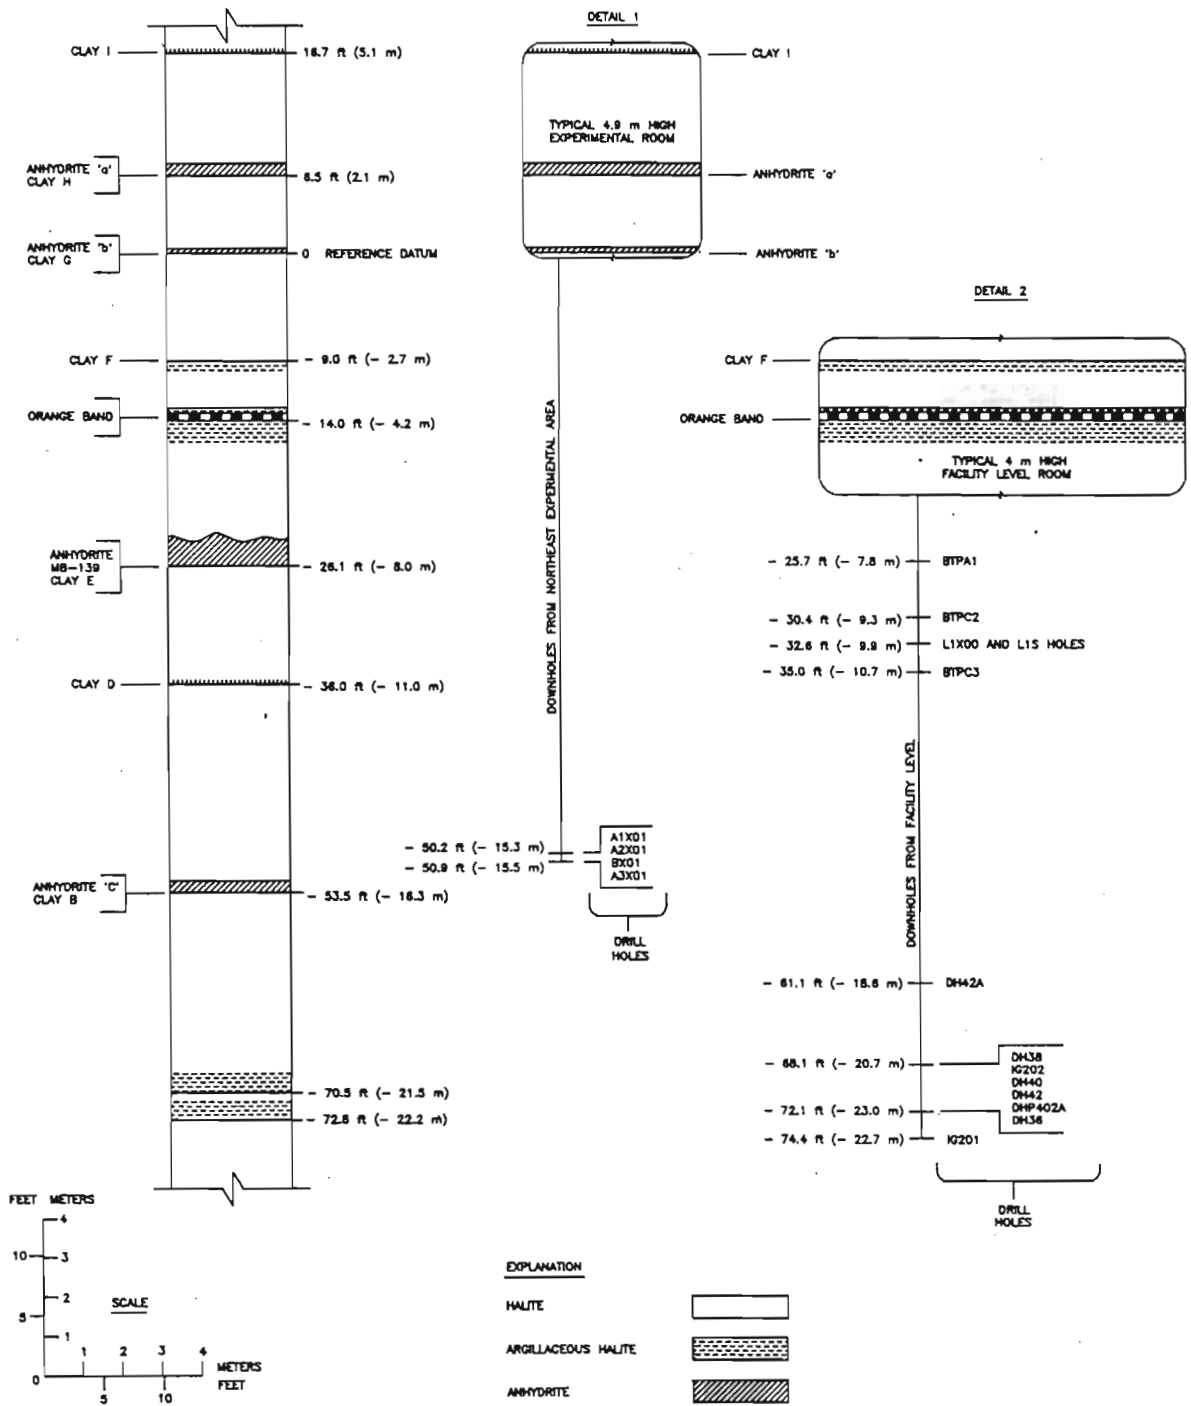 CLAY I
16.7 ft (5.1 m)
ANHYDRITE "a"
CLAY H
6.5 ft (2.1 m)
ANHYDRITE "b"
CLAY G
0 REFERENCE DATUM
CLAY F
- 9.0 ft (- 2.7 m)
ORANGE BAND
- 14.0 ft (- 4.2 m)
ANHYDRITE
MB-139
CLAY E
- 26.1 ft (- 8.0 m)
CLAY D
- 36.0 ft (- 11.0 m)
ANHYDRITE "C"
CLAY B
- 53.5 ft (- 16.3 m)
- 70.5 ft (- 21.5 m)
- 72.8 ft (- 22.2 m)
DETAIL 1
CLAY I
TYPICAL 4.9 m HIGH
EXPERIMENTAL ROOM
ANHYDRITE "a"
ANHYDRITE "b"
DOWNHOLES FROM NORTHEAST EXPERIMENTAL AREA
- 50.2 ft (- 15.3 m)
- 50.9 ft (- 15.5 m)
A1X01
A2X01
BX01
A3X01
DRILL
HOLES
DETAIL 2
CLAY F
ORANGE BAND
TYPICAL 4 m HIGH
FACILITY LEVEL ROOM
- 25.7 ft (- 7.8 m)
BTPA1
- 30.4 ft (- 9.3 m)
BTPC2
- 32.6 ft (- 9.9 m)
L1X00 AND L1S HOLES
- 35.0 ft (- 10.7 m)
BTPC3
DOWNHOLES FROM FACILITY LEVEL
- 61.1 ft (- 18.6 m)
DH42A
- 68.1 ft (- 20.7 m)
DH38
IG202
DH40
DH42
DHP402A
DH36
- 72.1 ft (- 23.0 m)
- 74.4 ft (- 22.7 m)
IG201
DRILL
HOLES
FEET METERS
4
10
3
2
5
1
0
SCALE
1 2 3 4
METERS
FEET
5 10
EXPLANATION
HALITE
ARGILLACEOUS HALITE
ANHYDRITE